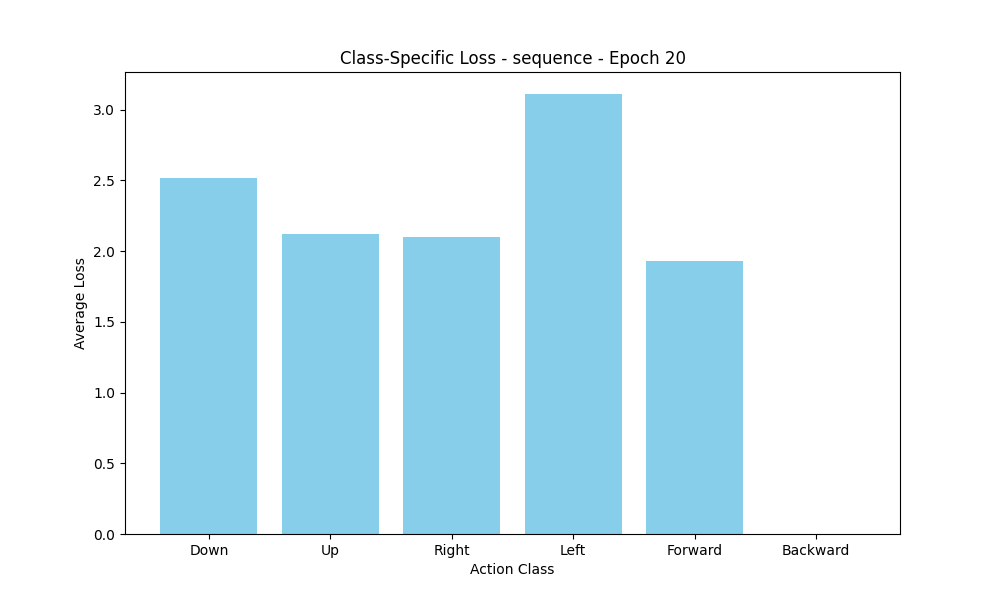 Class-Specific Loss - sequence - Epoch 20
3.0
2.5
2.0
1.5
1.0
0.5
0.0
Average Loss
Down Up Right Left Forward Backward
Action Class